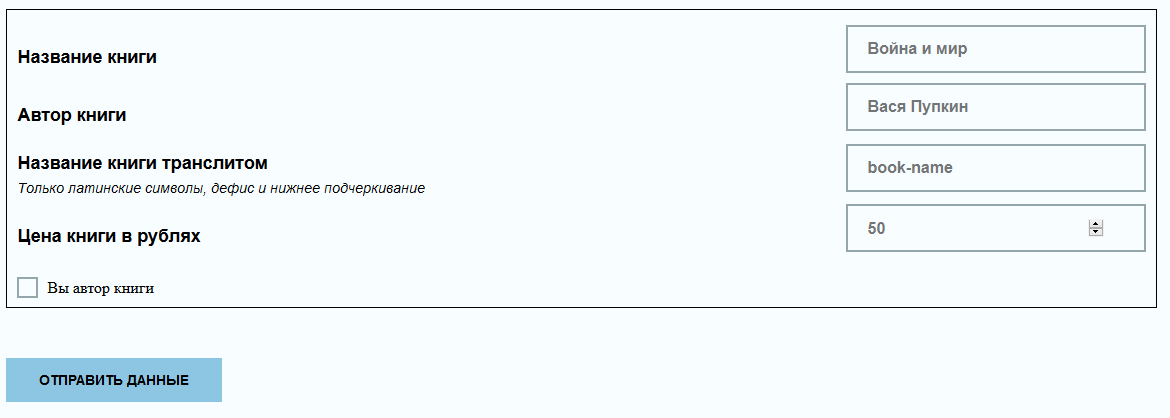 Название книги
Война и мир
Автор книги
Вася Пупкин
Название книги транслитом
Только латинские символы, дефис и нижнее подчеркивание
book-name
Цена книги в рублях
50
Вы автор книги
ОТПРАВИТЬ ДАННЫЕ